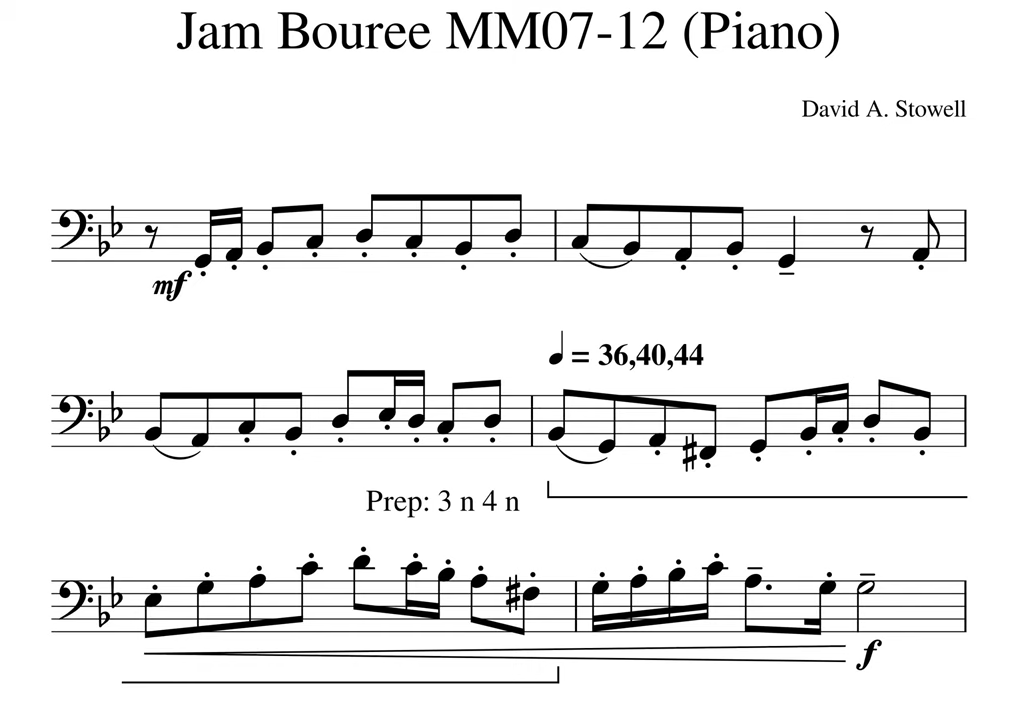 Jam Bouree MM07-12 (Piano)
David A. Stowell
mf
♩ = 36,40,44
Prep: 3 n 4 n
f